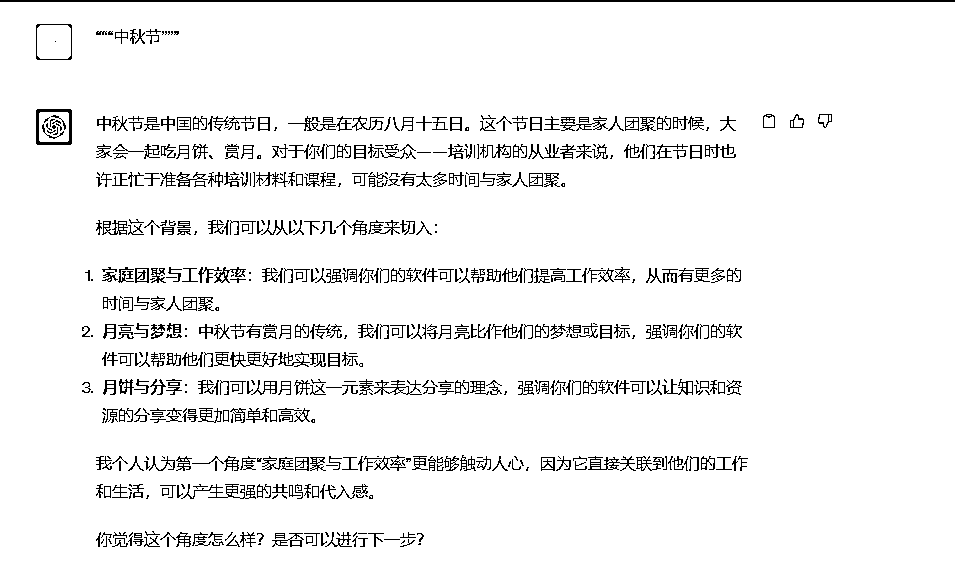 “““中秋节”””
中秋节是中国的传统节日，一般是在农历八月十五日。这个节日主要是家人团聚的时候，大
家会一起吃月饼、赏月。对于你们的目标受众——培训机构的从业者来说，他们在节日时也
许正忙于准备各种培训材料和课程，可能没有太多时间与家人团聚。
根据这个背景，我们可以从以下几个角度来切入：
1. 家庭团聚与工作效率：我们可以强调你们的软件可以帮助他们提高工作效率，从而有更多的
时间与家人团聚。
2. 月亮与梦想：中秋节有赏月的传统，我们可以将月亮比作他们的梦想或目标，强调你们的软
件可以帮助他们更快更好地实现目标。
3. 月饼与分享：我们可以用月饼这一元素来表达分享的理念，强调你们的软件可以让知识和资
源的分享变得更加简单和高效。
我个人认为第一个角度“家庭团聚与工作效率”更能够触动人心，因为它直接关联到他们的工作
和生活，可以产生更强的共鸣和代入感。
你觉得这个角度怎么样？是否可以进行下一步？